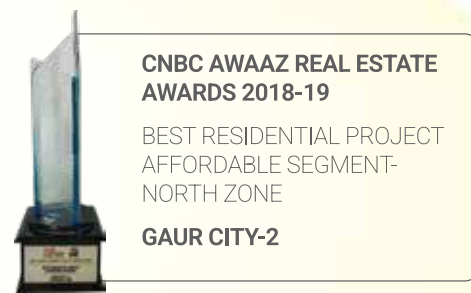 CNBC AWAAZ REAL ESTATE
AWARDS 2018-19
BEST RESIDENTIAL PROJECT
AFFORDABLE SEGMENT-
NORTH ZONE
GAUR CITY-2